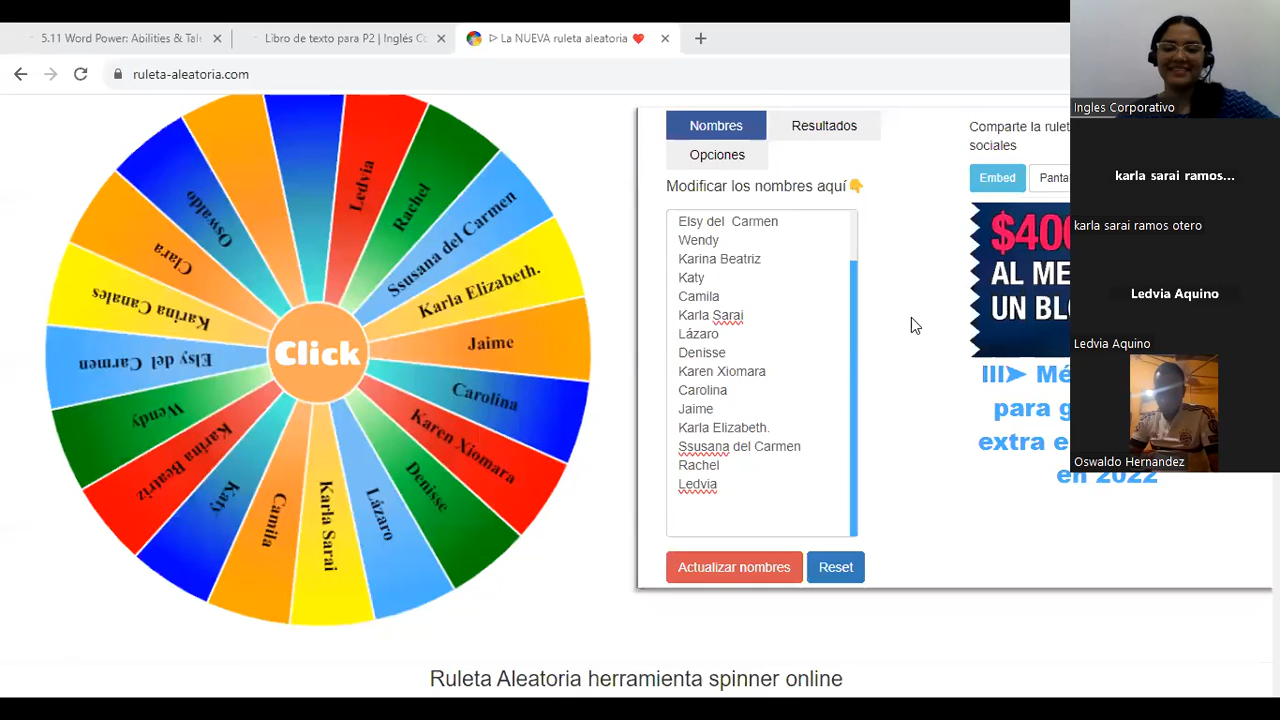 5.11 Word Power: Abilities & Tale
Libro de texto para P2 | Inglés Co
ᐅ La NUEVA ruleta aleatoria ❤️
ruleta-aleatoria.com
Ledvia
Rachel
Ssusana del Carmen
Karla Elizabeth.
Jaime
Carolina
Karen Xiomara
Denisse
Lázaro
Karla Sarai
Camila
Katy
Karina Beatriz
Wendy
Elsy del Carmen
Karina Canales
Clara
Oswaldo
Click
Nombres
Resultados
Opciones
Modificar los nombres aquí👇
Elsy del Carmen
Wendy
Karina Beatriz
Katy
Camila
Karla Sarai
Lázaro
Denisse
Karen Xiomara
Carolina
Jaime
Karla Elizabeth.
Ssusana del Carmen
Rachel
Ledvia
Actualizar nombres
Reset
Comparte la rulet
sociales
Embed
Panta
$400
AL ME
UN BLO
III➤ Mé
para g
extra e
en 2022
Ingles Corporativo
karla sarai ramos...
karla sarai ramos otero
Ledvia Aquino
Ledvia Aquino
Oswaldo Hernandez
Ruleta Aleatoria herramienta spinner online